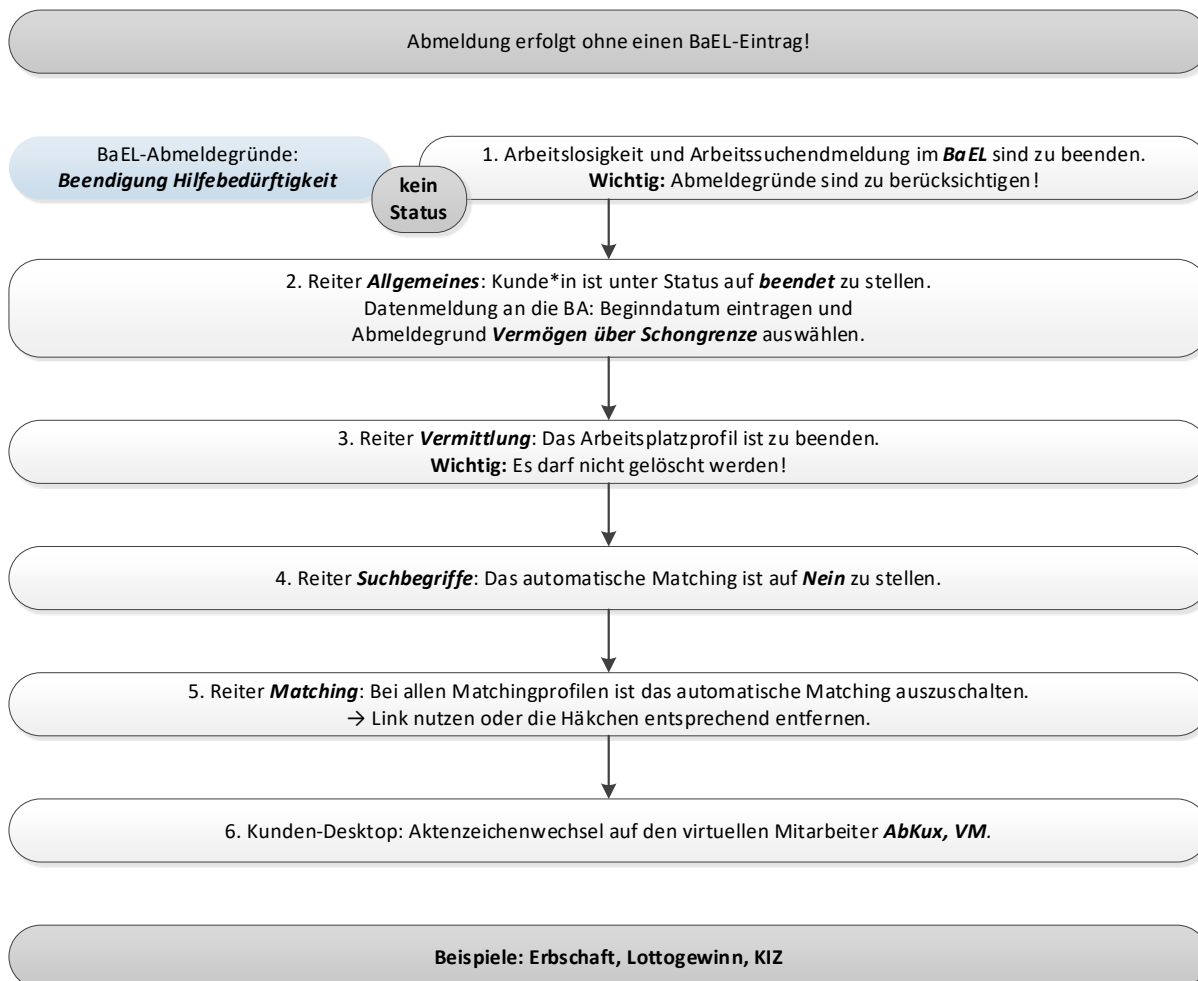 Abmeldung erfolgt ohne einen BaEL-Eintrag!
BaEL-Abmeldegründe:
Beendigung Hilfebedürftigkeit
kein
Status
1. Arbeitslosigkeit und Arbeitssuchendmeldung im BaEL sind zu beenden.
Wichtig: Abmeldegründe sind zu berücksichtigen!
2. Reiter Allgemeines: Kunde*in ist unter Status auf beendet zu stellen.
Datenmeldung an die BA: Beginndatum eintragen und
Abmeldegrund Vermögen über Schongrenze auswählen.
3. Reiter Vermittlung: Das Arbeitsplatzprofil ist zu beenden.
Wichtig: Es darf nicht gelöscht werden!
4. Reiter Suchbegriffe: Das automatische Matching ist auf Nein zu stellen.
5. Reiter Matching: Bei allen Matchingprofilen ist das automatische Matching auszuschalten.
→ Link nutzen oder die Häkchen entsprechend entfernen.
6. Kunden-Desktop: Aktenzeichenwechsel auf den virtuellen Mitarbeiter AbKux, VM.
Beispiele: Erbschaft, Lottogewinn, KIZ